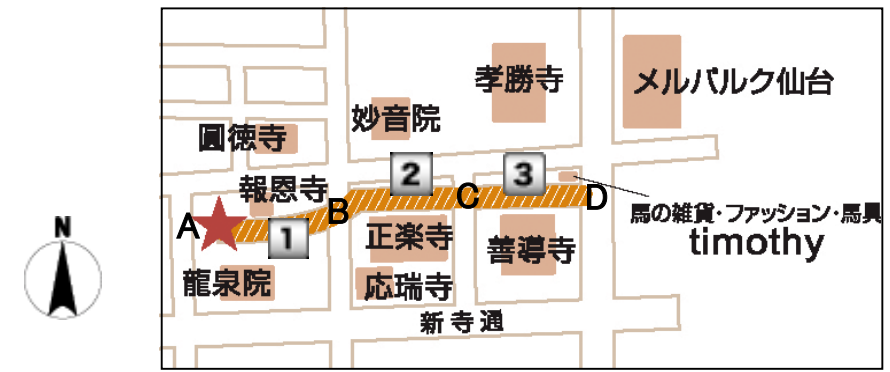 孝勝寺
メルパルク仙台
妙音院
圓徳寺
2
3
報恩寺
A
B
C
D
馬の雑貨・ファッション・馬具
timothy
1
正楽寺
善導寺
N
龍泉院
応瑞寺
新寺通